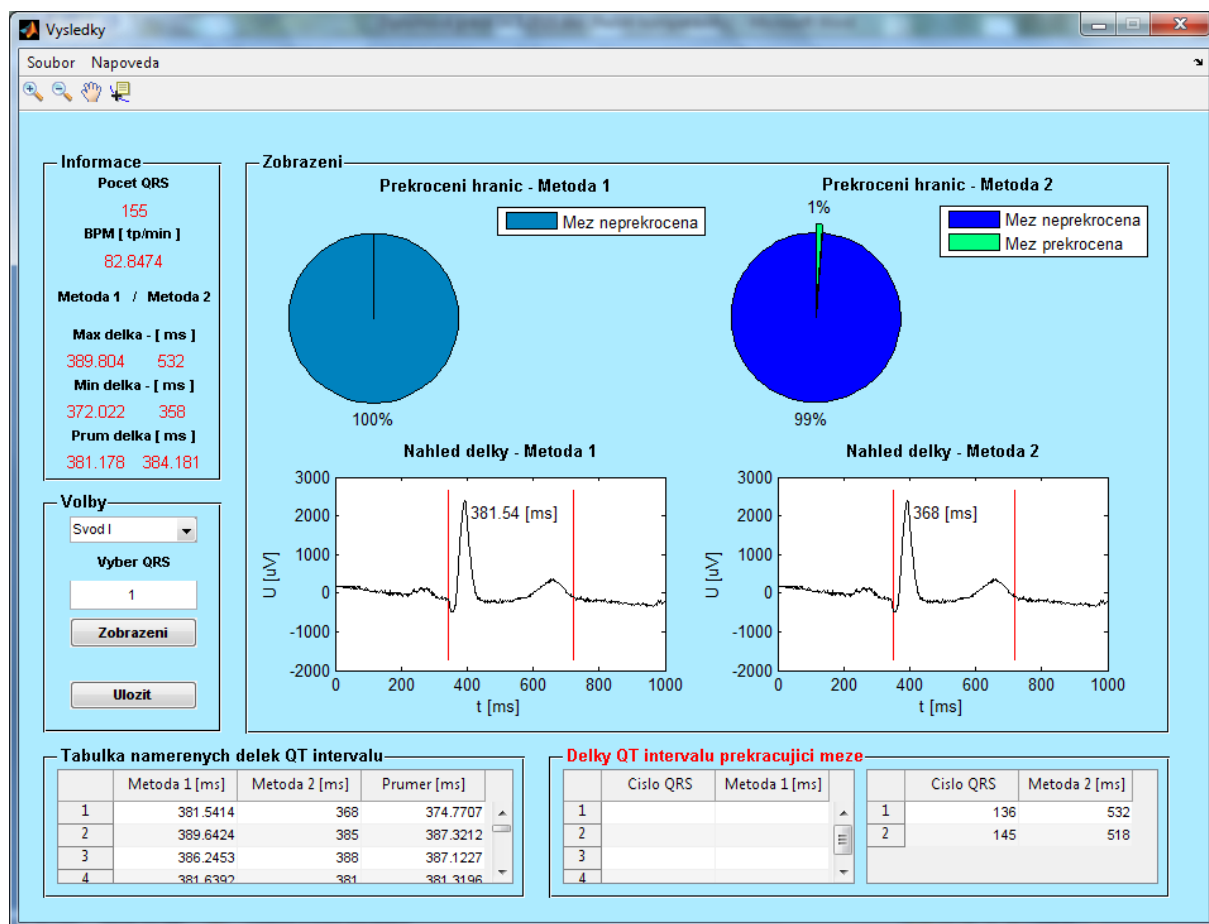 Vysledky
Soubor Napoveda
Informace
Pocet QRS
155
BPM [ tp/min ]
82.8474
Metoda 1 / Metoda 2
Max delka - [ ms ]
389.804 532
Min delka - [ ms ]
372.022 358
Prum delka [ ms ]
381.178 384.181
Volby
Svod I
Vyber QRS
1
Zobrazeni
Ulozit
Zobrazeni
Prekroceni hranic - Metoda 1
Mez neprekrocena
100%
Prekroceni hranic - Metoda 2
1%
Mez neprekrocena
Mez prekrocena
99%
Nahled delky - Metoda 1
3000
2000
1000
0
-1000
-2000
U [uV]
381.54 [ms]
0 200 400 600 800 1000
t [ms]
Nahled delky - Metoda 2
3000
2000
1000
0
-1000
-2000
U [uV]
368 [ms]
0 200 400 600 800 1000
t [ms]
Tabulka namerenych delek QT intervalu
Metoda 1 [ms] Metoda 2 [ms] Prumer [ms]
1 381.5414 368 374.7707
2 389.6424 385 387.3212
3 386.2453 388 387.1227
4 381.6392 381 381.3196
Delky QT intervalu prekracujici meze
Cislo QRS Metoda 1 [ms]
1
2
3
4
Cislo QRS Metoda 2 [ms]
1 136 532
2 145 518